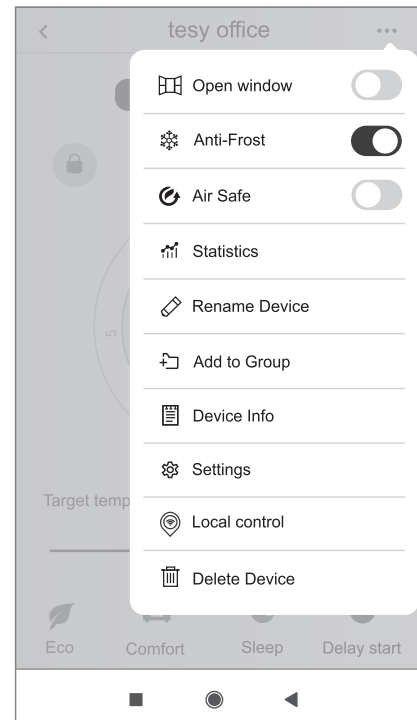 tesy office
Open window
Anti-Frost
Air Safe
Statistics
Rename Device
5
Add to Group
Device Info
Settings
Target temp
Local control
Delete Device
Eco Comfort Sleep Delay start